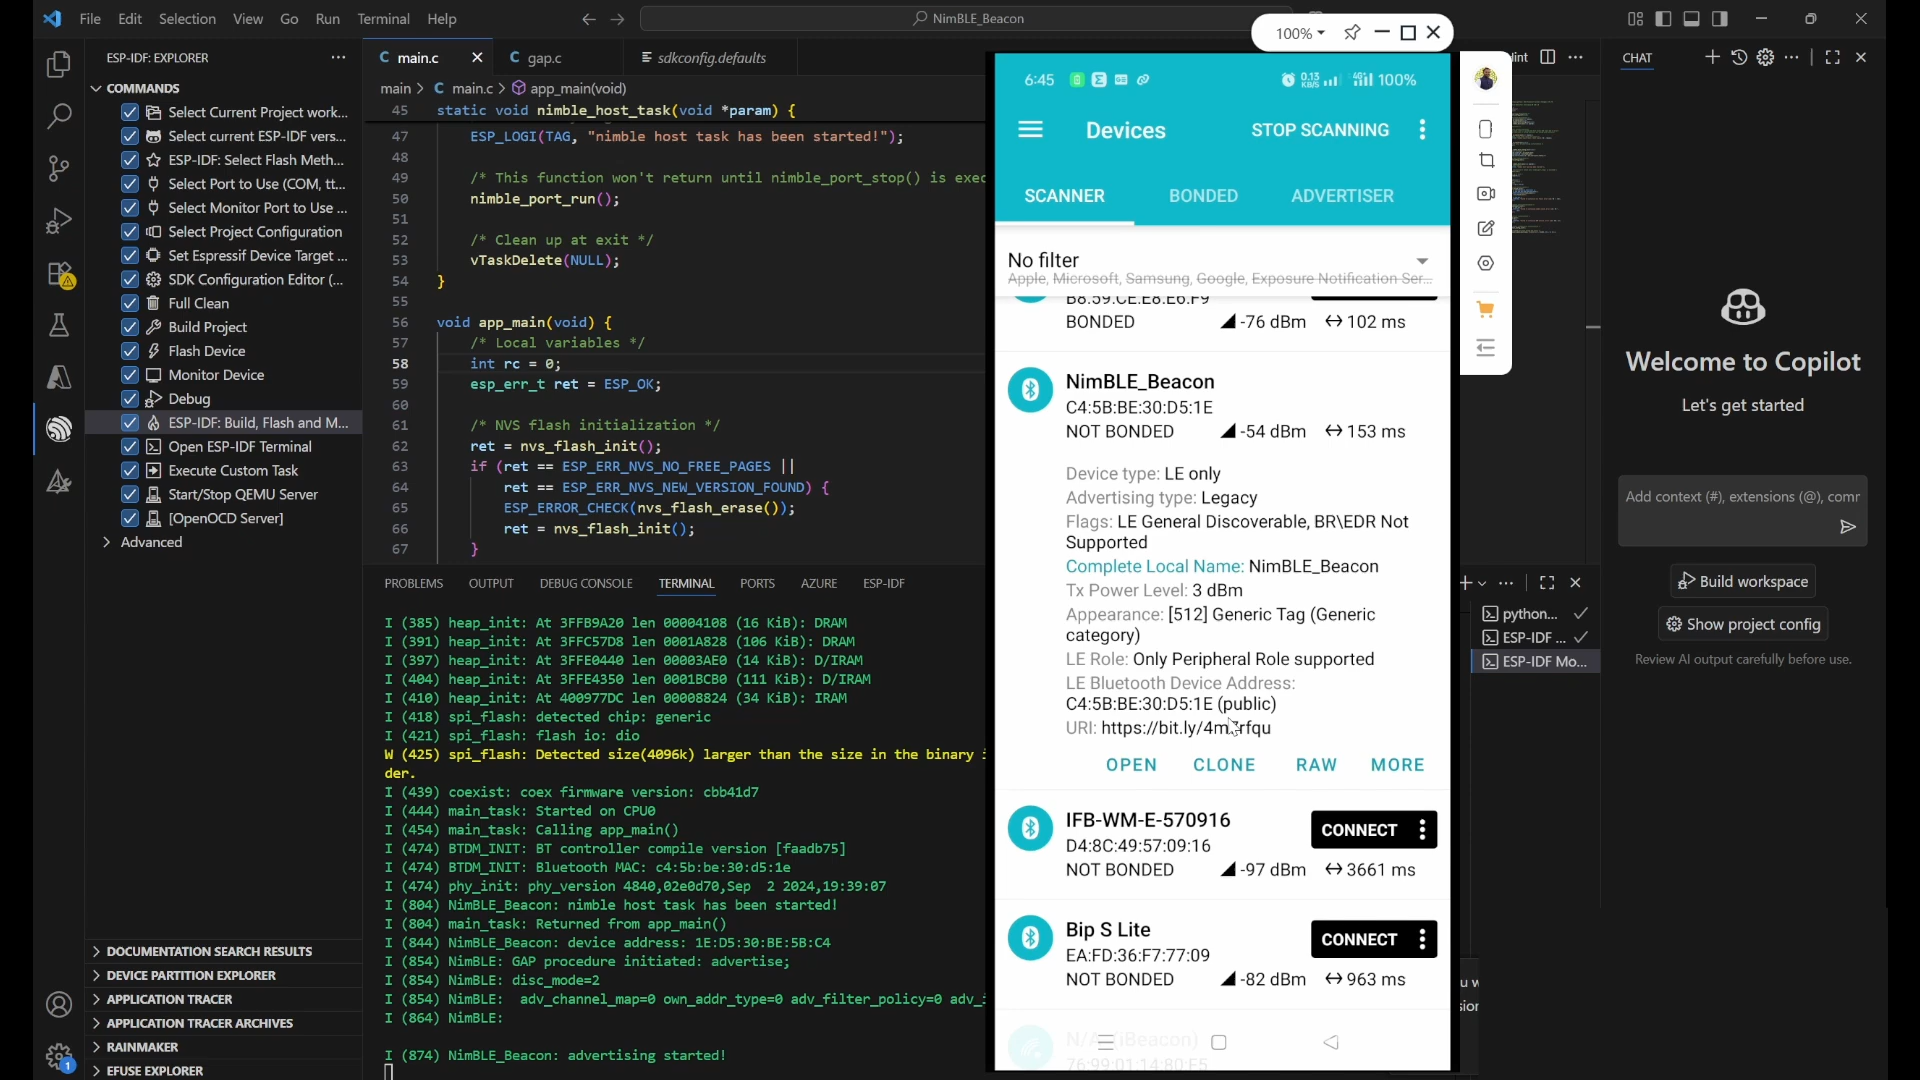 File Edit Selection View Go Run Terminal Help
NimBLE_Beacon
ESP-IDF: EXPLORER
COMMANDS
Select Current Project work...
Select current ESP-IDF vers...
ESP-IDF: Select Flash Meth...
Select Port to Use (COM, tt...
Select Monitor Port to Use ...
Select Project Configuration
Set Espressif Device Target ...
SDK Configuration Editor (...
Full Clean
Build Project
Flash Device
Monitor Device
Debug
ESP-IDF: Build, Flash and M...
Open ESP-IDF Terminal
Execute Custom Task
Start/Stop QEMU Server
[OpenOCD Server]
Advanced
DOCUMENTATION SEARCH RESULTS
DEVICE PARTITION EXPLORER
APPLICATION TRACER
APPLICATION TRACER ARCHIVES
RAINMAKER
EFUSE EXPLORER
1
C main.c
C gap.c
sdkconfig.defaults
main > C main.c > app_main(void)
45 static void nimble_host_task(void *param) {
47 ESP_LOGI(TAG, "nimble host task has been started!");
48
49 /* This function won't return until nimble_port_stop() is exec
50 nimble_port_run();
51
52 /* Clean up at exit */
53 vTaskDelete(NULL);
54 }
55
56 void app_main(void) {
57 /* Local variables */
58 int rc = 0;
59 esp_err_t ret = ESP_OK;
60
61 /* NVS flash initialization */
62 ret = nvs_flash_init();
63 if (ret == ESP_ERR_NVS_NO_FREE_PAGES ||
64 ret == ESP_ERR_NVS_NEW_VERSION_FOUND) {
65 ESP_ERROR_CHECK(nvs_flash_erase());
66 ret = nvs_flash_init();
67 }
PROBLEMS OUTPUT DEBUG CONSOLE TERMINAL PORTS AZURE ESP-IDF
I (385) heap_init: At 3FFB9A20 len 00004108 (16 KiB): DRAM
I (391) heap_init: At 3FFC57D8 len 0001A828 (106 KiB): DRAM
I (397) heap_init: At 3FFE0440 len 00003AE0 (14 KiB): D/IRAM
I (404) heap_init: At 3FFE4350 len 0001BCB0 (111 KiB): D/IRAM
I (410) heap_init: At 400977DC len 00008824 (34 KiB): IRAM
I (418) spi_flash: detected chip: generic
I (421) spi_flash: flash io: dio
W (425) spi_flash: Detected size(4096k) larger than the size in the binary i
der.
I (439) coexist: coex firmware version: cbb41d7
I (444) main_task: Started on CPU0
I (454) main_task: Calling app_main()
I (474) BTDM_INIT: BT controller compile version [faadb75]
I (474) BTDM_INIT: Bluetooth MAC: c4:5b:be:30:d5:1e
I (474) phy_init: phy_version 4840,02e0d70,Sep 2 2024,19:39:07
I (804) NimBLE_Beacon: nimble host task has been started!
I (804) main_task: Returned from app_main()
I (844) NimBLE_Beacon: device address: 1E:D5:30:BE:5B:C4
I (854) NimBLE: GAP procedure initiated: advertise;
I (854) NimBLE: disc_mode=2
I (854) NimBLE: adv_channel_map=0 own_addr_type=0 adv_filter_policy=0 adv_i
I (864) NimBLE:
I (874) NimBLE_Beacon: advertising started!
100%
6:45
0.13 KB/S
4G
100%
Devices
STOP SCANNING
SCANNER BONDED ADVERTISER
No filter
Apple, Microsoft, Samsung, Google, Exposure Notification Ser...
B8:59:CE:E8:E6:F9
BONDED -76 dBm 102 ms
NimBLE_Beacon
C4:5B:BE:30:D5:1E
NOT BONDED -54 dBm 153 ms
Device type: LE only
Advertising type: Legacy
Flags: LE General Discoverable, BR\EDR Not
Supported
Complete Local Name: NimBLE_Beacon
Tx Power Level: 3 dBm
Appearance: [512] Generic Tag (Generic
category)
LE Role: Only Peripheral Role supported
LE Bluetooth Device Address:
C4:5B:BE:30:D5:1E (public)
URI:
OPEN CLONE RAW MORE
IFB-WM-E-570916
CONNECT
D4:8C:49:57:09:16
NOT BONDED -97 dBm 3661 ms
Bip S Lite
CONNECT
EA:FD:36:F7:77:09
NOT BONDED -82 dBm 963 ms
76:99:01:14:80:F5
int
python...
ESP-IDF ...
ESP-IDF Mo...
u w
sion
CHAT
Welcome to Copilot
Let's get started
Add context (#), extensions (@), comr
Build workspace
Show project config
Review AI output carefully before use.